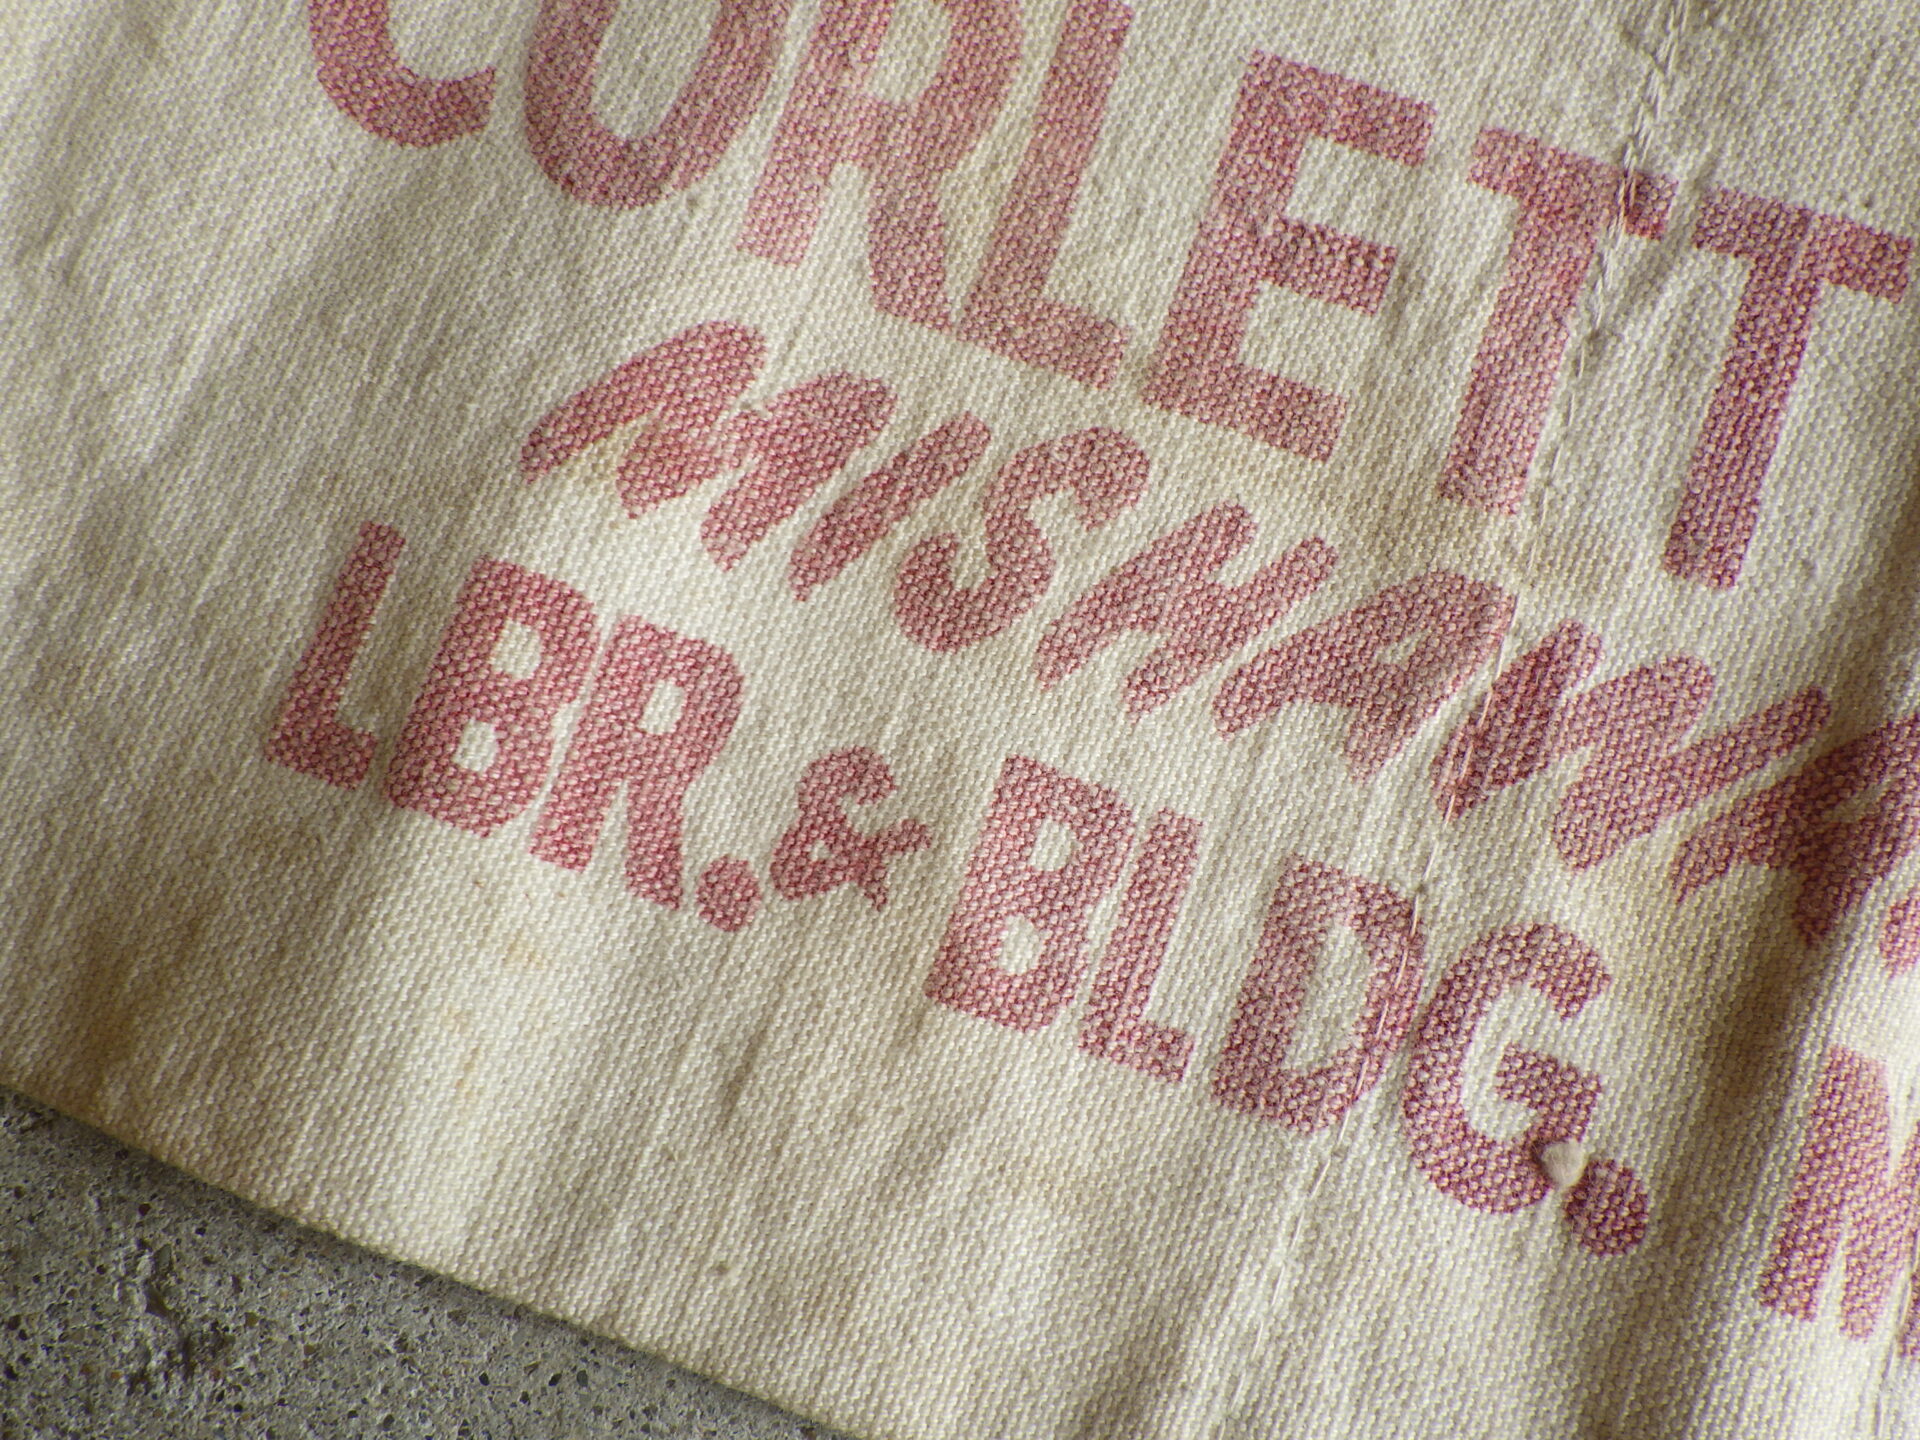 CORLETT
MISHAWA
LBR. & BLDG.